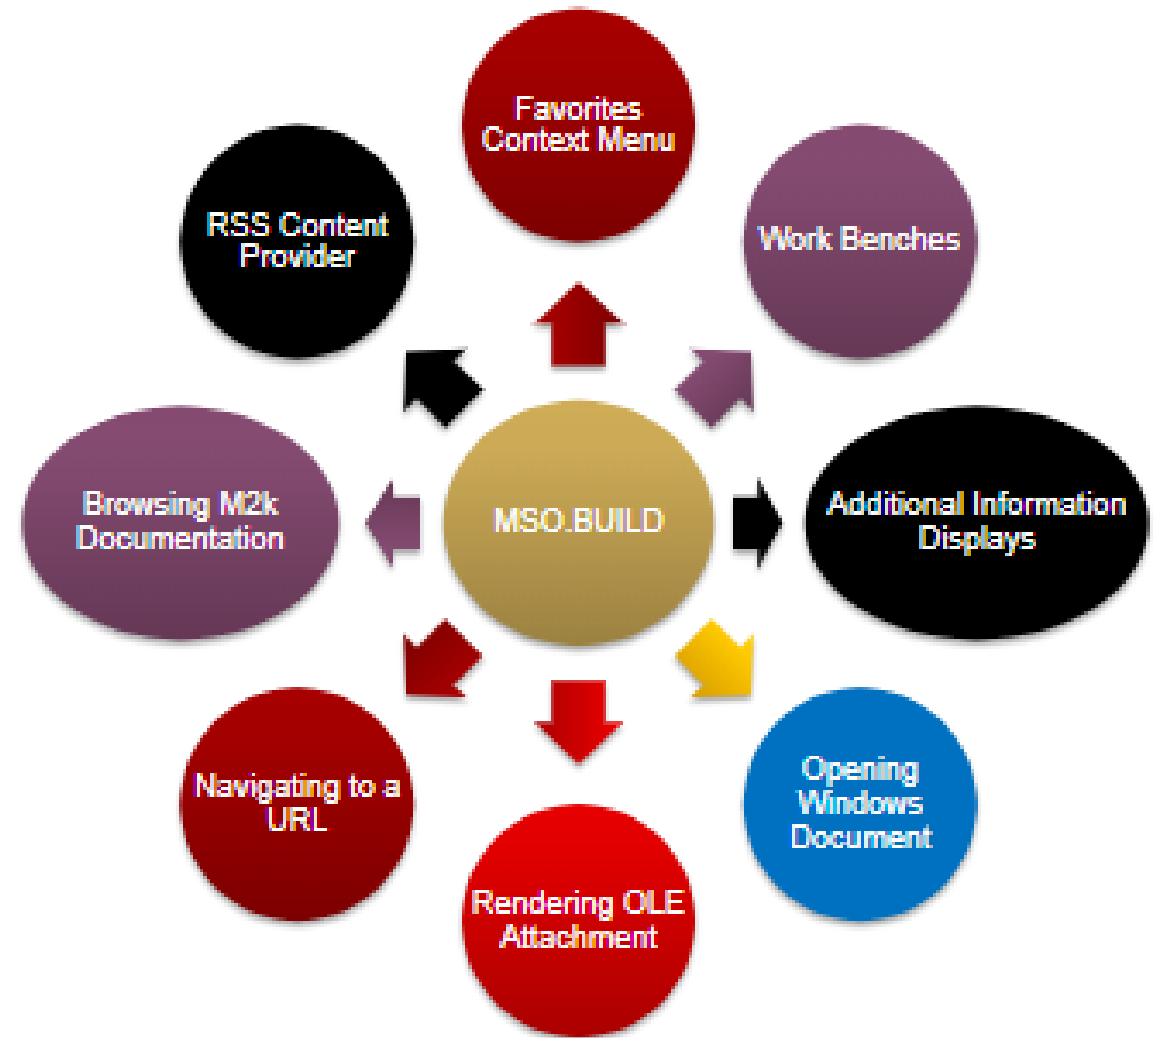 Favorites
Context Menu
RSS Content
Provider
Work Benches
Browsing M2k
Documentation
MSO.BUILD
Additional Information
Displays
Navigating to a
URL
Opening
Windows
Document
Rendering OLE
Attachment